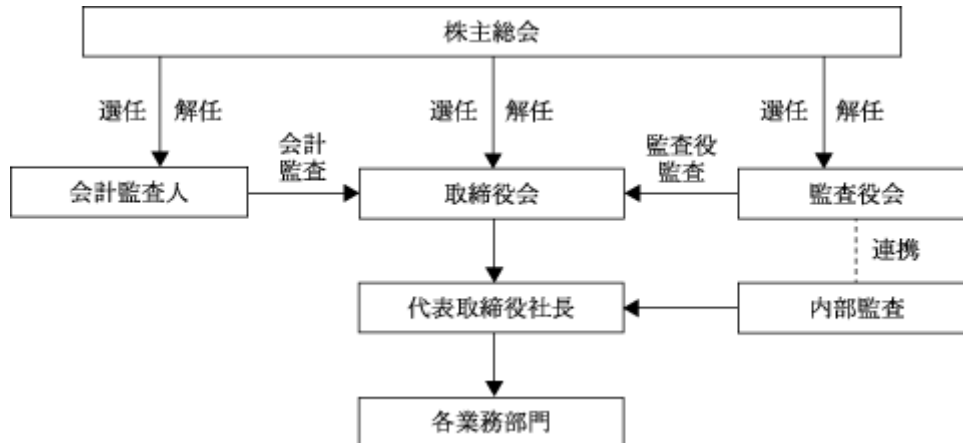 株主総会
選任 解任
選任 解任
選任 解任
会計
監査
監査役
監査
会計監査人
取締役会
監査役会
連携
代表取締役社長
内部監査
各業務部門